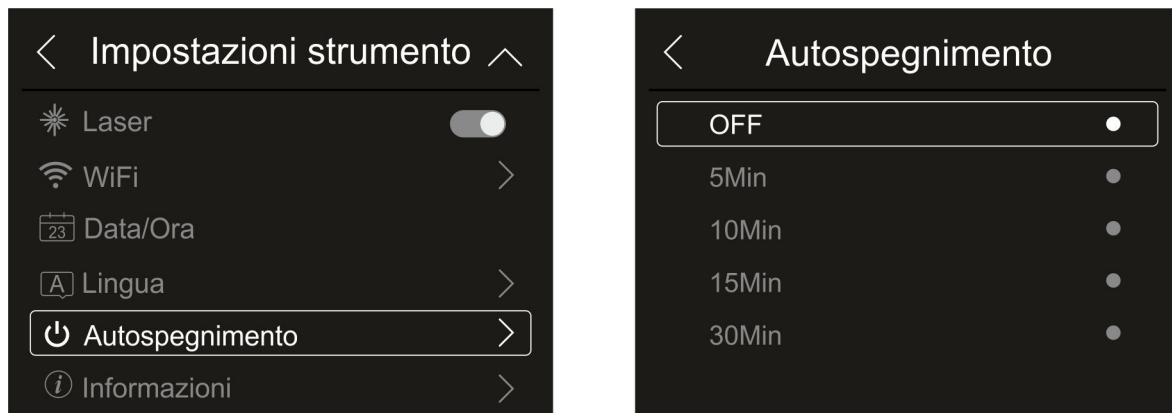 Impostazioni strumento
Laser
WiFi
23 Data/Ora
A Lingua
Autospegnimento
i Informazioni
Autospegnimento
OFF
5Min
10Min
15Min
30Min